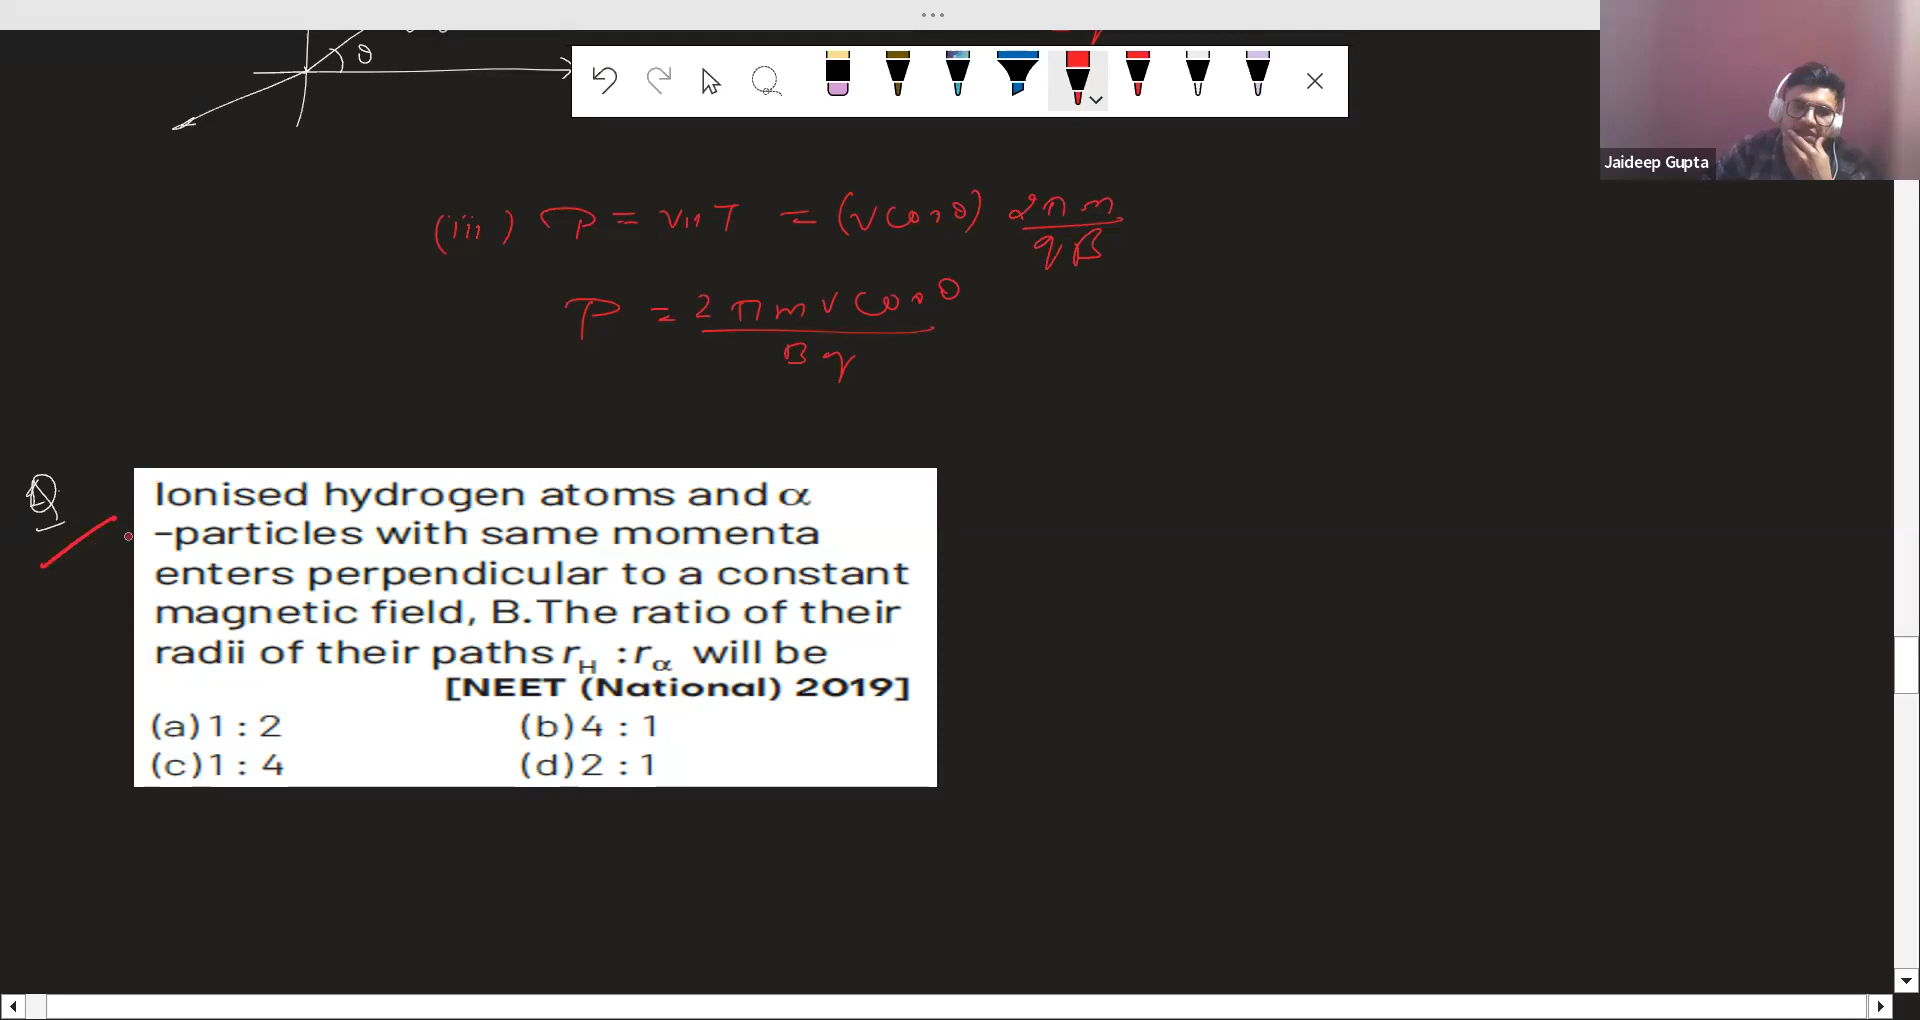 θ
Jaideep Gupta
(iii) P = v₁₁ T = (v cos θ) 2πm / qB
P = 2πmv cos θ / Bq
Q
Ionised hydrogen atoms and α
-particles with same momenta
enters perpendicular to a constant
magnetic field, B. The ratio of their
radii of their paths r_H : r_α will be
[NEET (National) 2019]
(a) 1 : 2 (b) 4 : 1
(c) 1 : 4 (d) 2 : 1